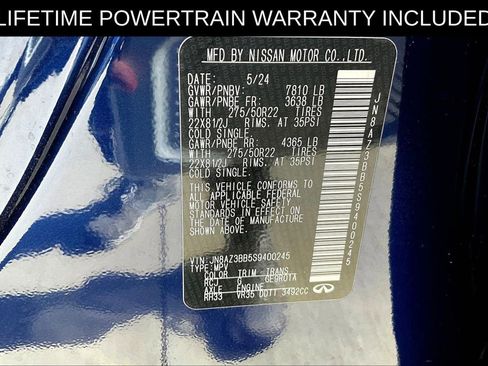 LIFETIME POWERTRAIN WARRANTY INCLUDED
MFD BY NISSAN MOTOR CO.,LTD.
DATE: 5/24
GVWR/PNBV: 7810 LB
GAWR/PNBE FR: 3638 LB
WITH 275/50R22 TIRES
22X81/2J RIMS. AT 35PSI
COLD SINGLE.
GAWR/PNBE RR: 4365 LB
WITH 275/50R22 TIRES
22X81/2J RIMS. AT 35PSI
COLD SINGLE.
THIS VEHICLE CONFORMS TO
ALL APPLICABLE FEDERAL
MOTOR VEHICLE SAFETY
STANDARDS IN EFFECT ON
THE DATE OF MANUFACTURE
SHOWN ABOVE.
VIN: JN8AZ3BB5S9400245
TYPE: MPV
COLOR TRIM TRANS
RCJ G GE9R01A
AXLE ENGINE
RH53 VR35 DDTT 3492CC
INFINITI
JN8AZ3BB5S9400245